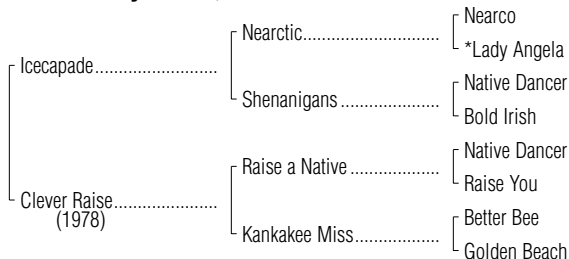 Nearco
Nearctic
*Lady Angela
Icecapade
Native Dancer
Shenanigans
Bold Irish
Native Dancer
Raise a Native
Raise You
Clever Raise
(1978)
Better Bee
Kankakee Miss
Golden Beach